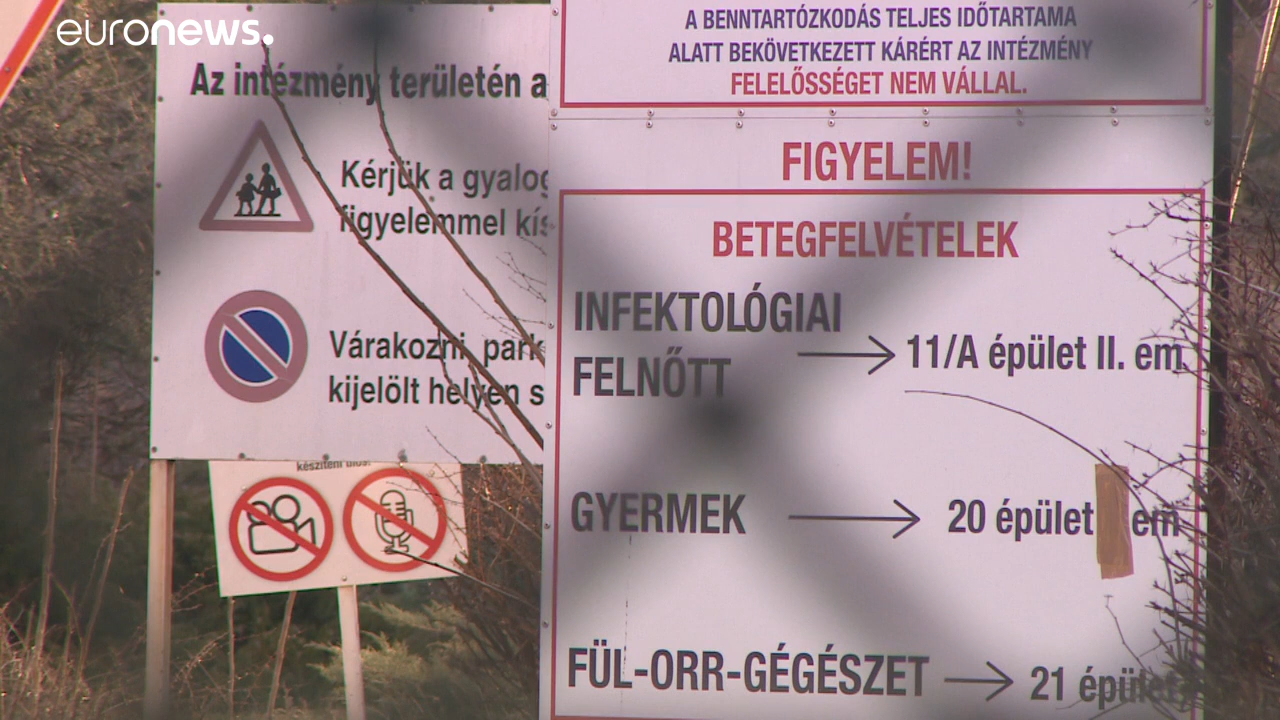 euronews.
Az intézmény területén a
Kérjük a gyalog
figyelemmel kís
Várakozni, park
kijelölt helyen s
készíteni tilos!
A BENNTARTÓZKODÁS TELJES IDŐTARTAMA
ALATT BEKÖVETKEZETT KÁRÉRT AZ INTÉZMÉNY
FELELŐSSÉGET NEM VÁLLAL.
FIGYELEM!
BETEGFELVÉTELEK
INFEKTOLÓGIAI
FELNŐTT → 11/A épület II. em
GYERMEK → 20 épület em
FÜL-ORR-GÉGÉSZET → 21 épület